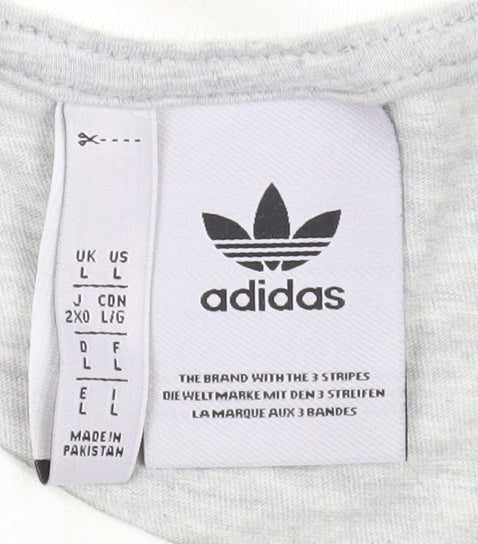 UK US
L L
J CDN
2XO L/G
D F
L L
E I
L L
MADE IN
PAKISTAN
adidas
THE BRAND WITH THE 3 STRIPES
DIE WELTMARKE MIT DEN 3 STREIFEN
LA MARQUE AUX 3 BANDES